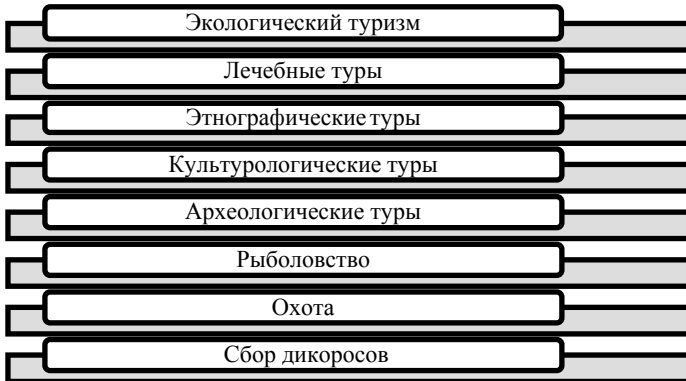 Экологический туризм
Лечебные туры
Этнографические туры
Культурологические туры
Археологические туры
Рыболовство
Охота
Сбор дикоросов